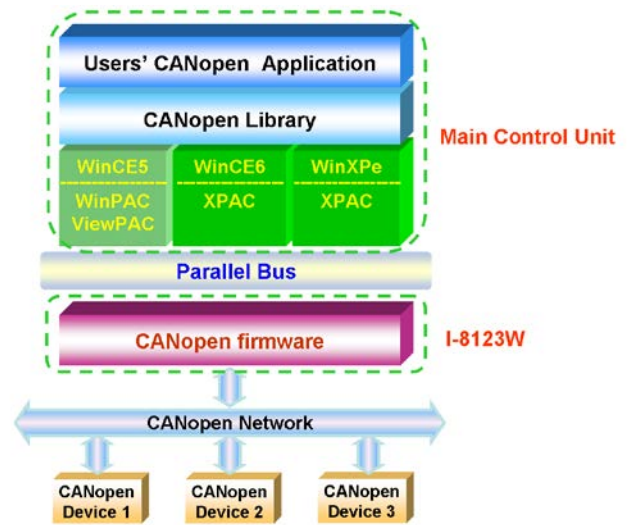 Users' CANopen Application
CANopen Library
Main Control Unit
WinCE5
WinPAC
ViewPAC
WinCE6
XPAC
WinXPe
XPAC
Parallel Bus
CANopen firmware
I-8123W
CANopen Network
CANopen
Device 1
CANopen
Device 2
CANopen
Device 3